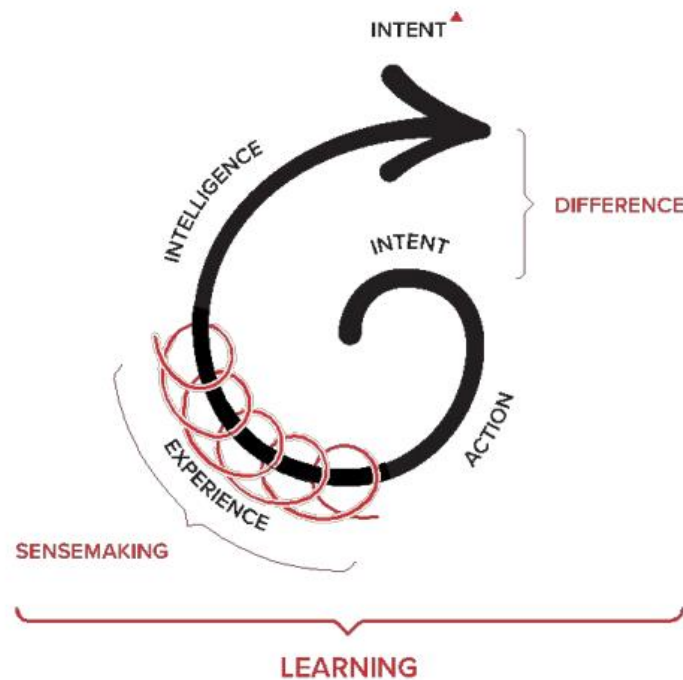 INTENT▲
INTELLIGENCE
DIFFERENCE
INTENT
ACTION
EXPERIENCE
SENSEMAKING
LEARNING